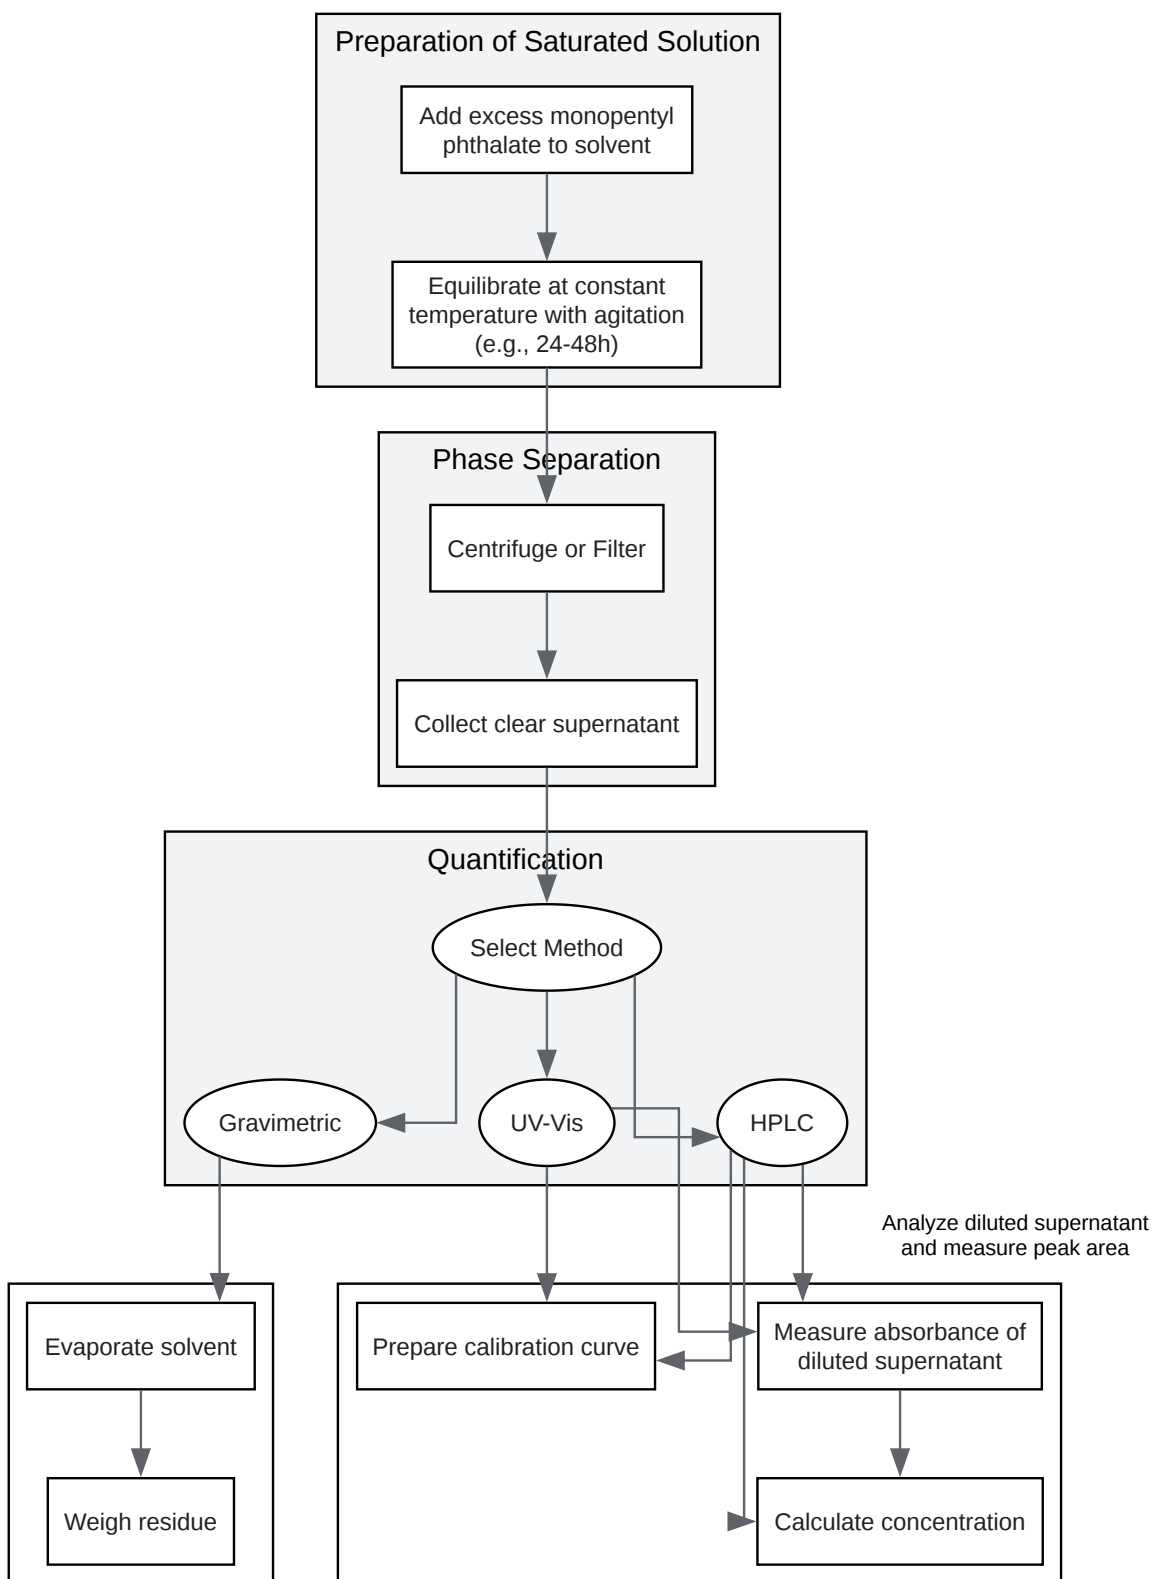 Preparation of Saturated Solution
Add excess monopentyl
phthalate to solvent
Equilibrate at constant
temperature with agitation
(e.g., 24-48h)
Phase Separation
Centrifuge or Filter
Collect clear supernatant
Quantification
Select Method
Gravimetric
UV-Vis
HPLC
Analyze diluted supernatant
and measure peak area
Evaporate solvent
Prepare calibration curve
Measure absorbance of
diluted supernatant
Weigh residue
Calculate concentration